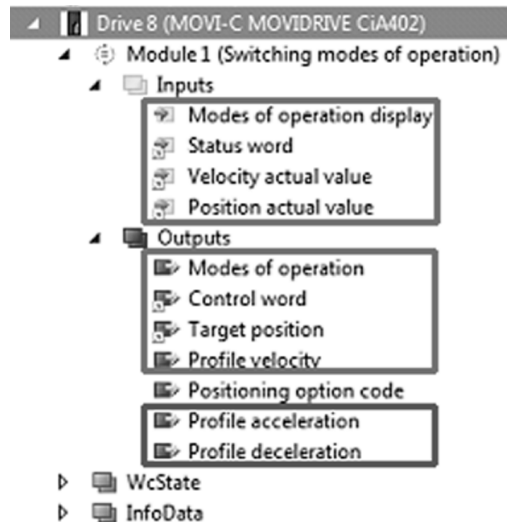 Drive 8 (MOVI-C MOVIDRIVE CiA402)
Module 1 (Switching modes of operation)
Inputs
Modes of operation display
Status word
Velocity actual value
Position actual value
Outputs
Modes of operation
Control word
Target position
Profile velocity
Positioning option code
Profile acceleration
Profile deceleration
WcState
InfoData